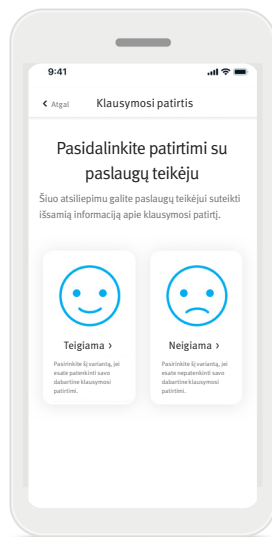 9:41
Atgal Klausymosi patirtis
Pasidalinkite patirtimi su
paslaugų teikėju
Šiuo atsiliepimu galite paslaugų teikėjui suteikti
išsamią informaciją apie klausymosi patirtį.
Teigiama ›
Pasirinkite šį variantą, jei
esate patenkinti savo
dabartine klausymosi
patirtimi.
Neigiama ›
Pasirinkite šį variantą, jei
esate nepatenkinti savo
dabartine klausymosi
patirtimi.